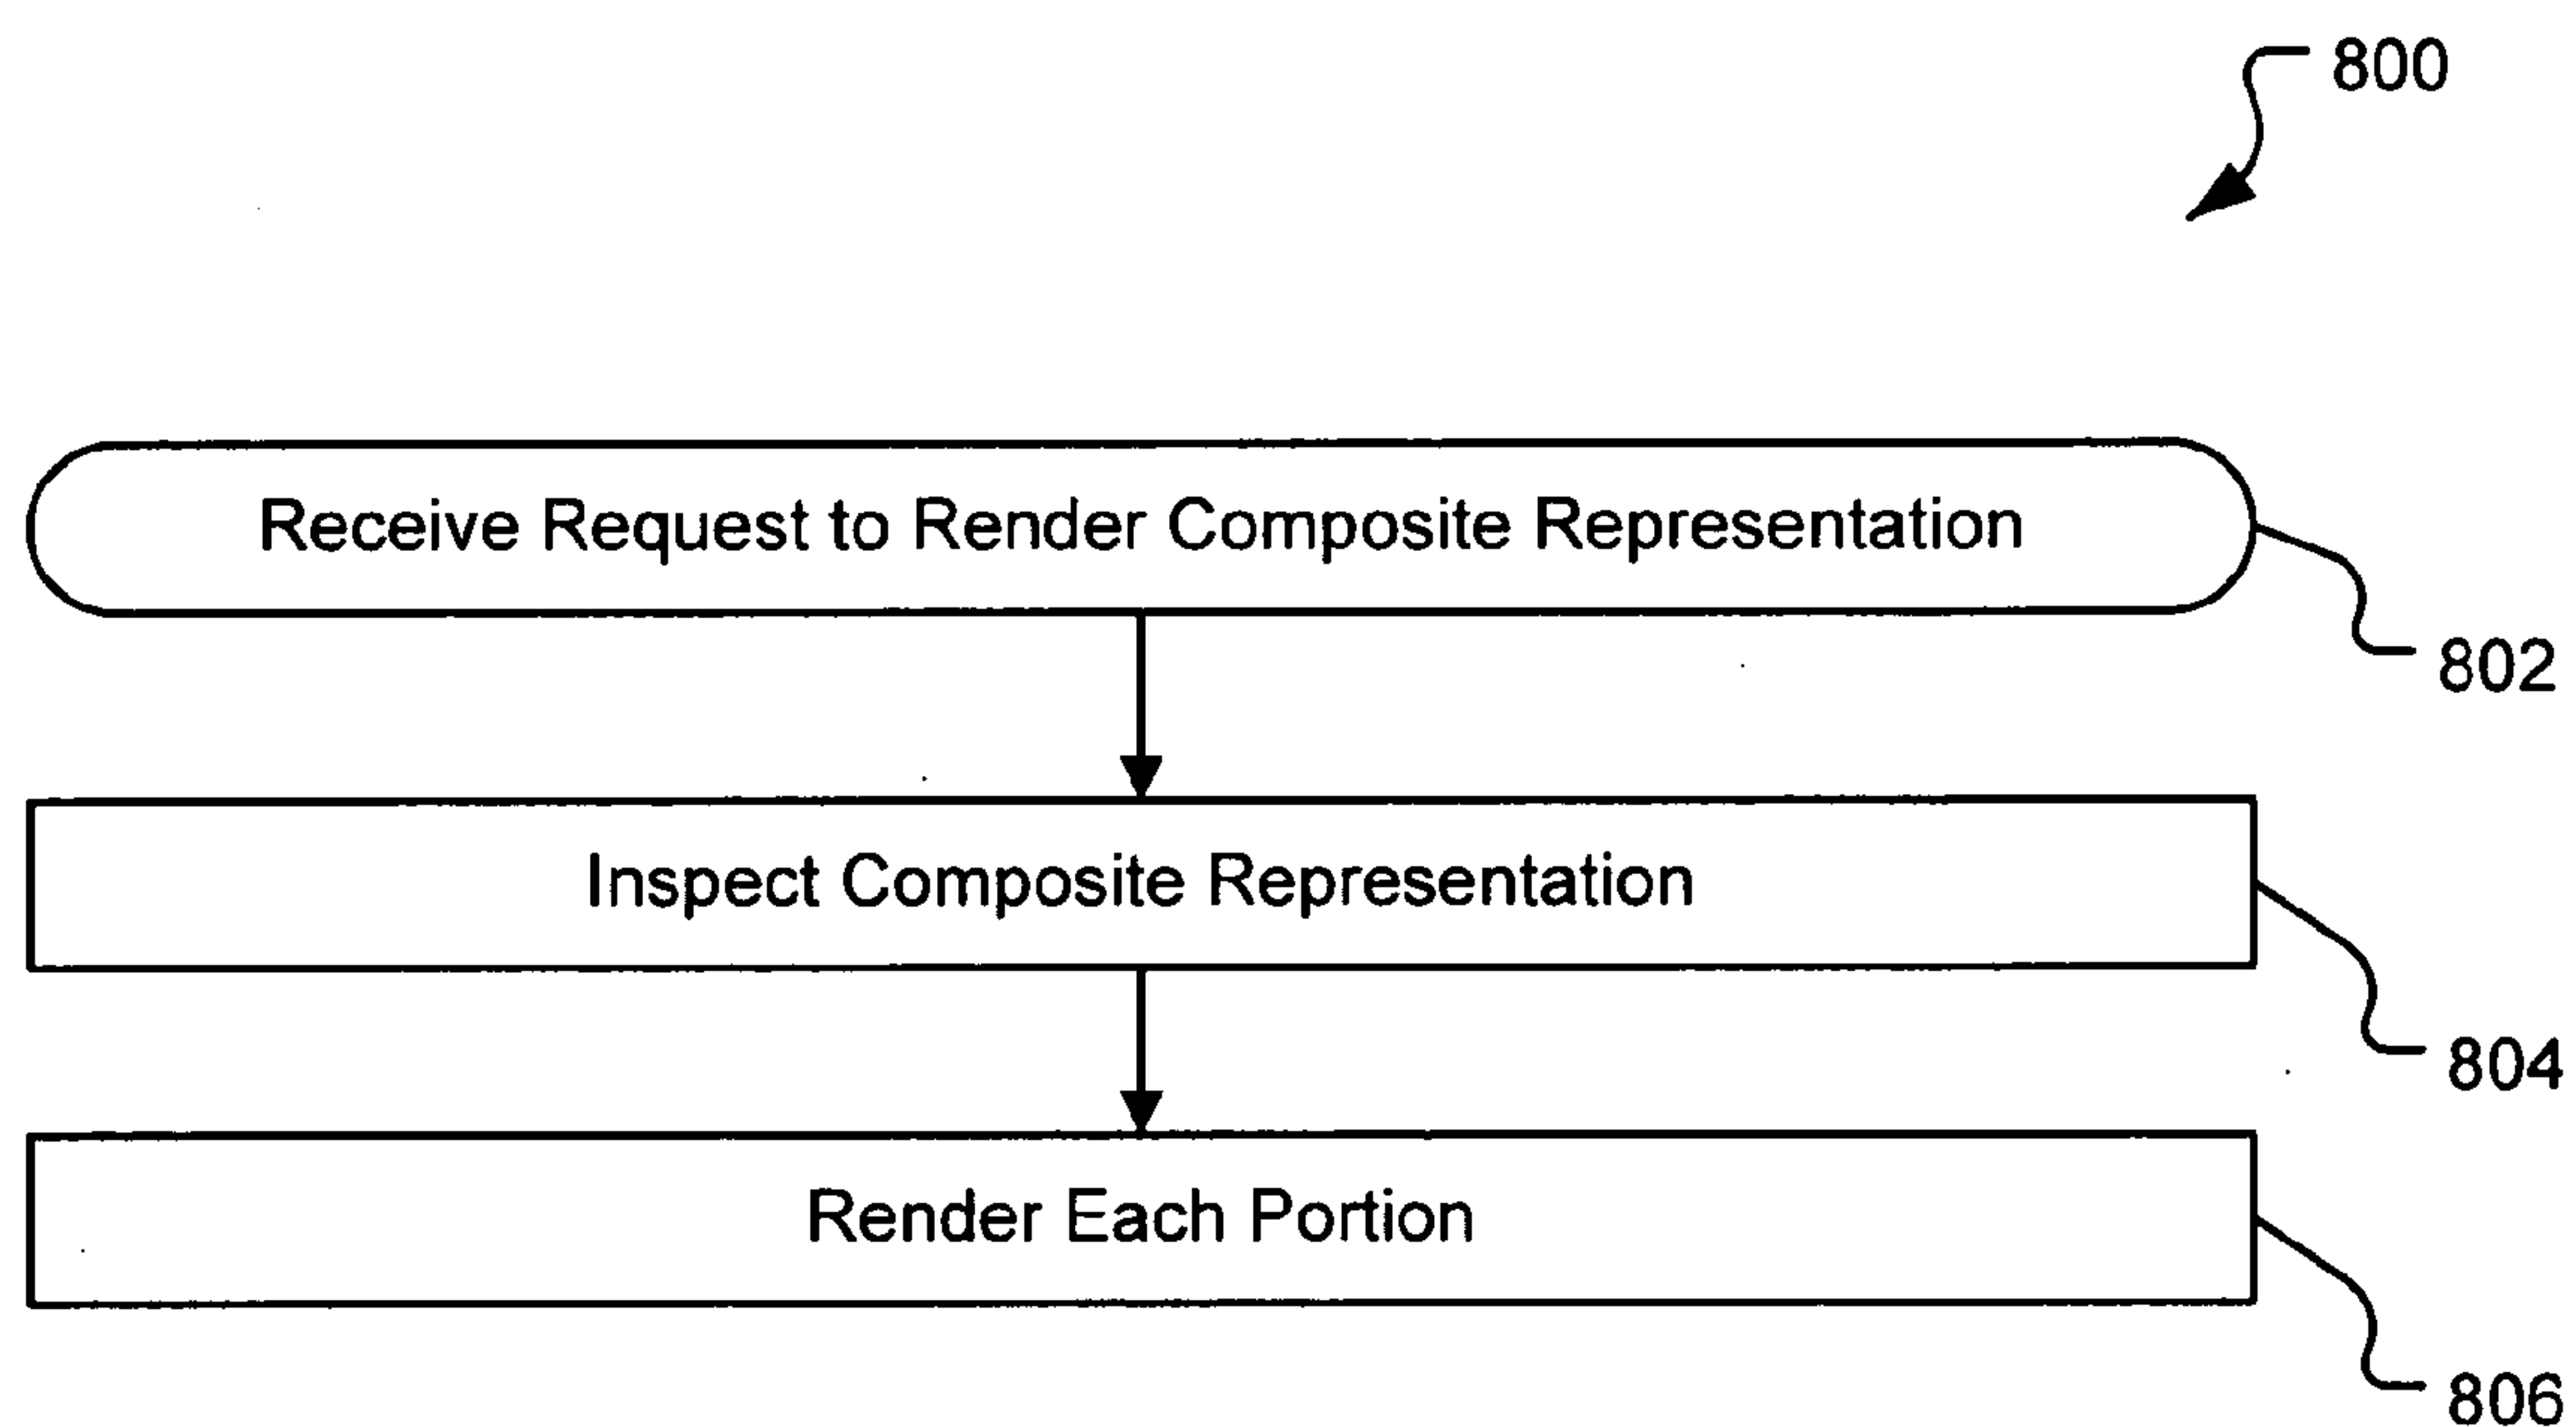 800
Receive Request to Render Composite Representation
802
Inspect Composite Representation
804
Render Each Portion
806